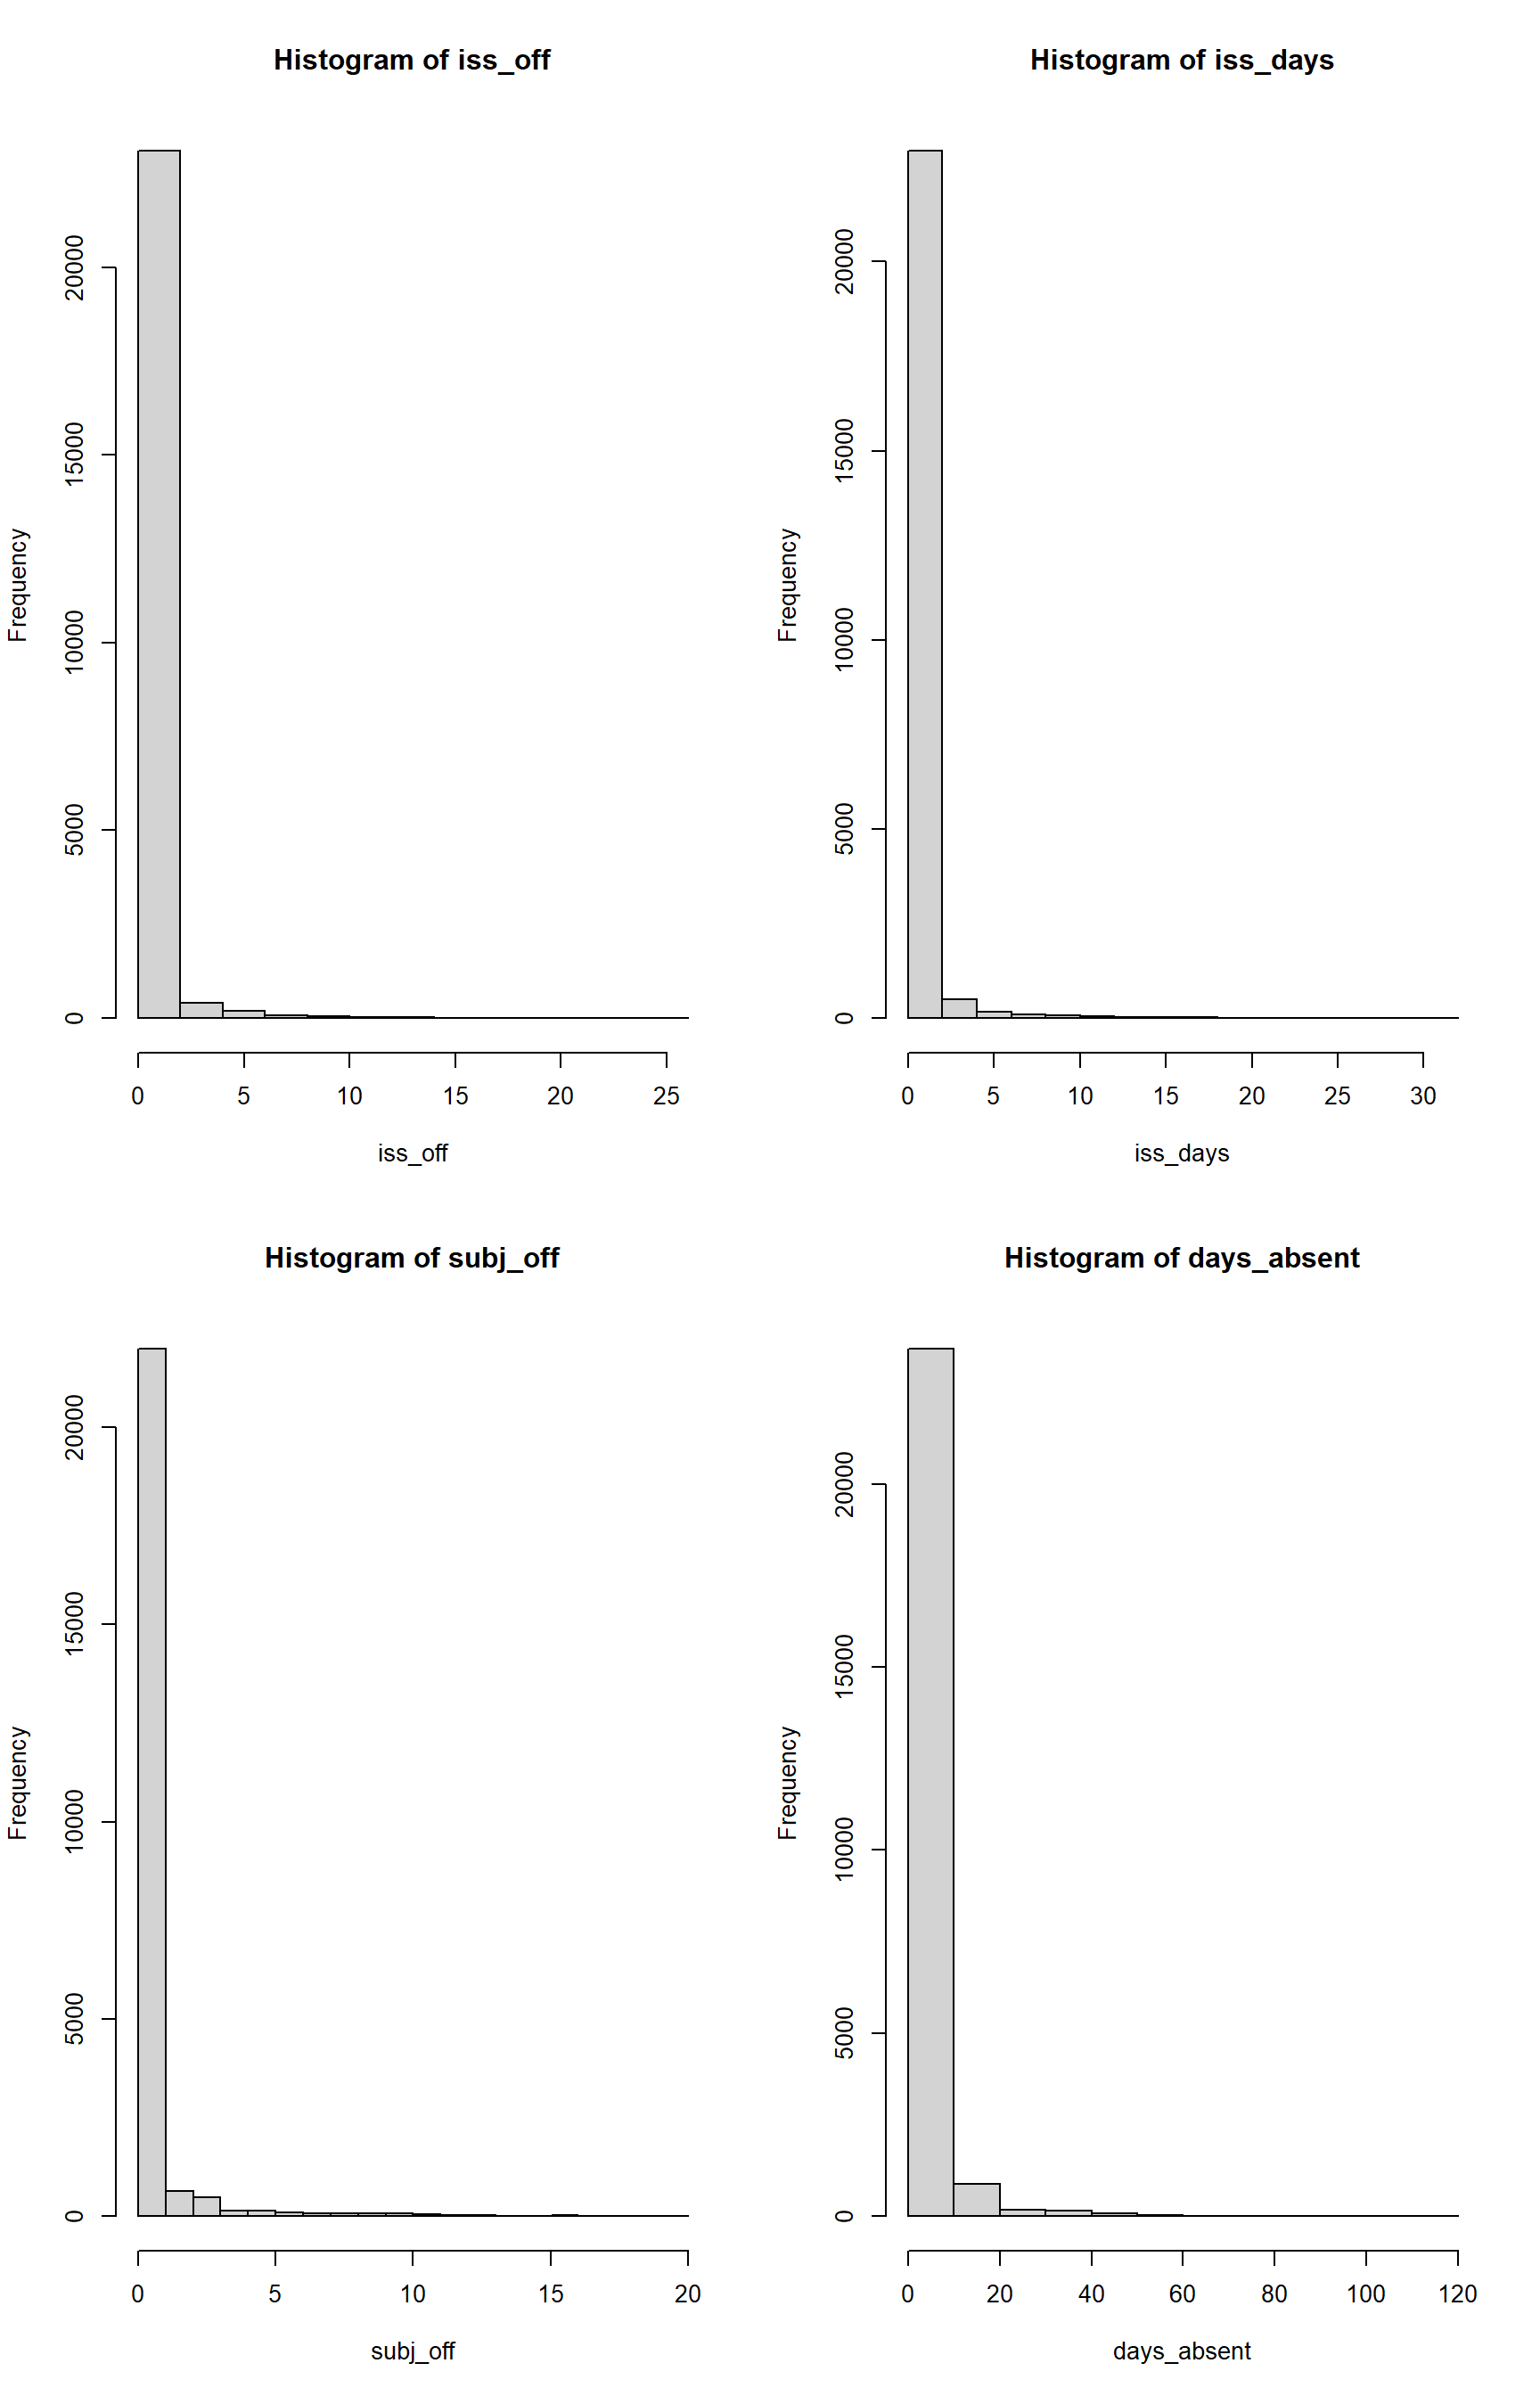 Histogram of iss_off
Frequency
20000
15000
10000
5000
0
0 5 10 15 20 25
iss_off
Histogram of iss_days
Frequency
20000
15000
10000
5000
0
0 5 10 15 20 25 30
iss_days
Histogram of subj_off
Frequency
20000
15000
10000
5000
0
0 5 10 15 20
subj_off
Histogram of days_absent
Frequency
20000
15000
10000
5000
0
0 20 40 60 80 100 120
days_absent